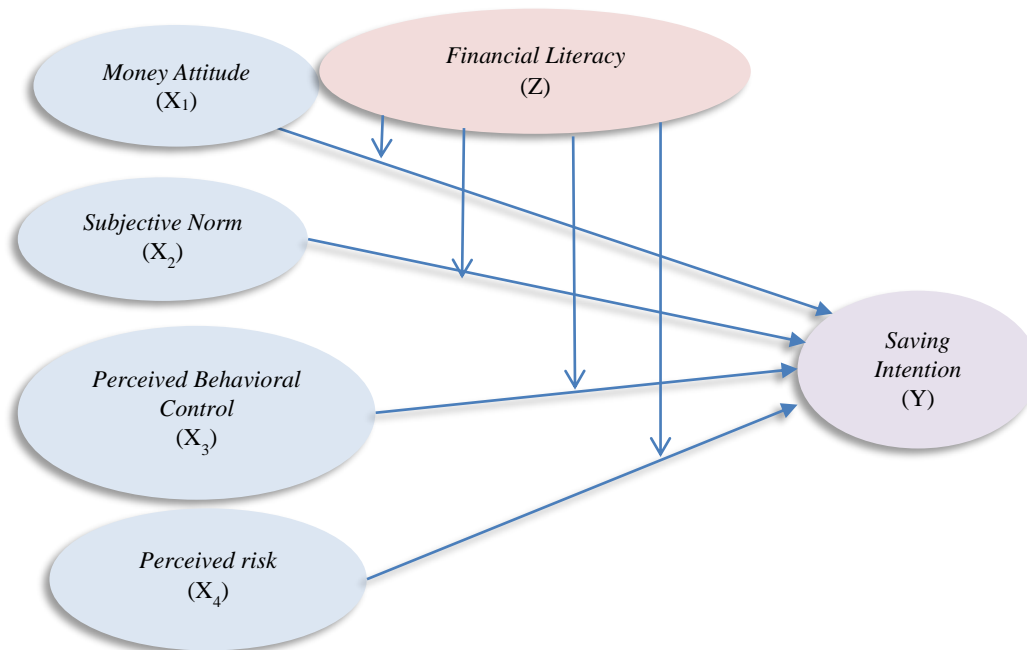 Money Attitude
(X₁)
Financial Literacy
(Z)
Subjective Norm
(X₂)
Perceived Behavioral
Control
(X₃)
Saving
Intention
(Y)
Perceived risk
(X₄)